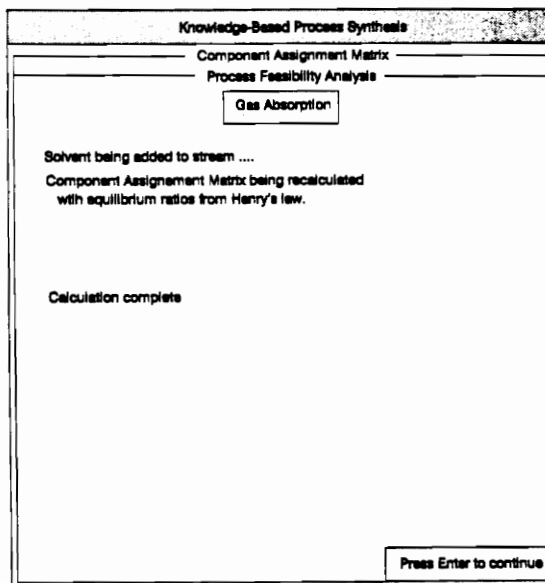 Knowledge-Based Process Synthesis
Component Assignment Matrix
Process Feasibility Analysis
Gas Absorption
Solvent being added to stream ....
Component Assignement Matrix being recalculated
with equilibrium ratios from Henry's law.
Calculation complete
Press Enter to continue